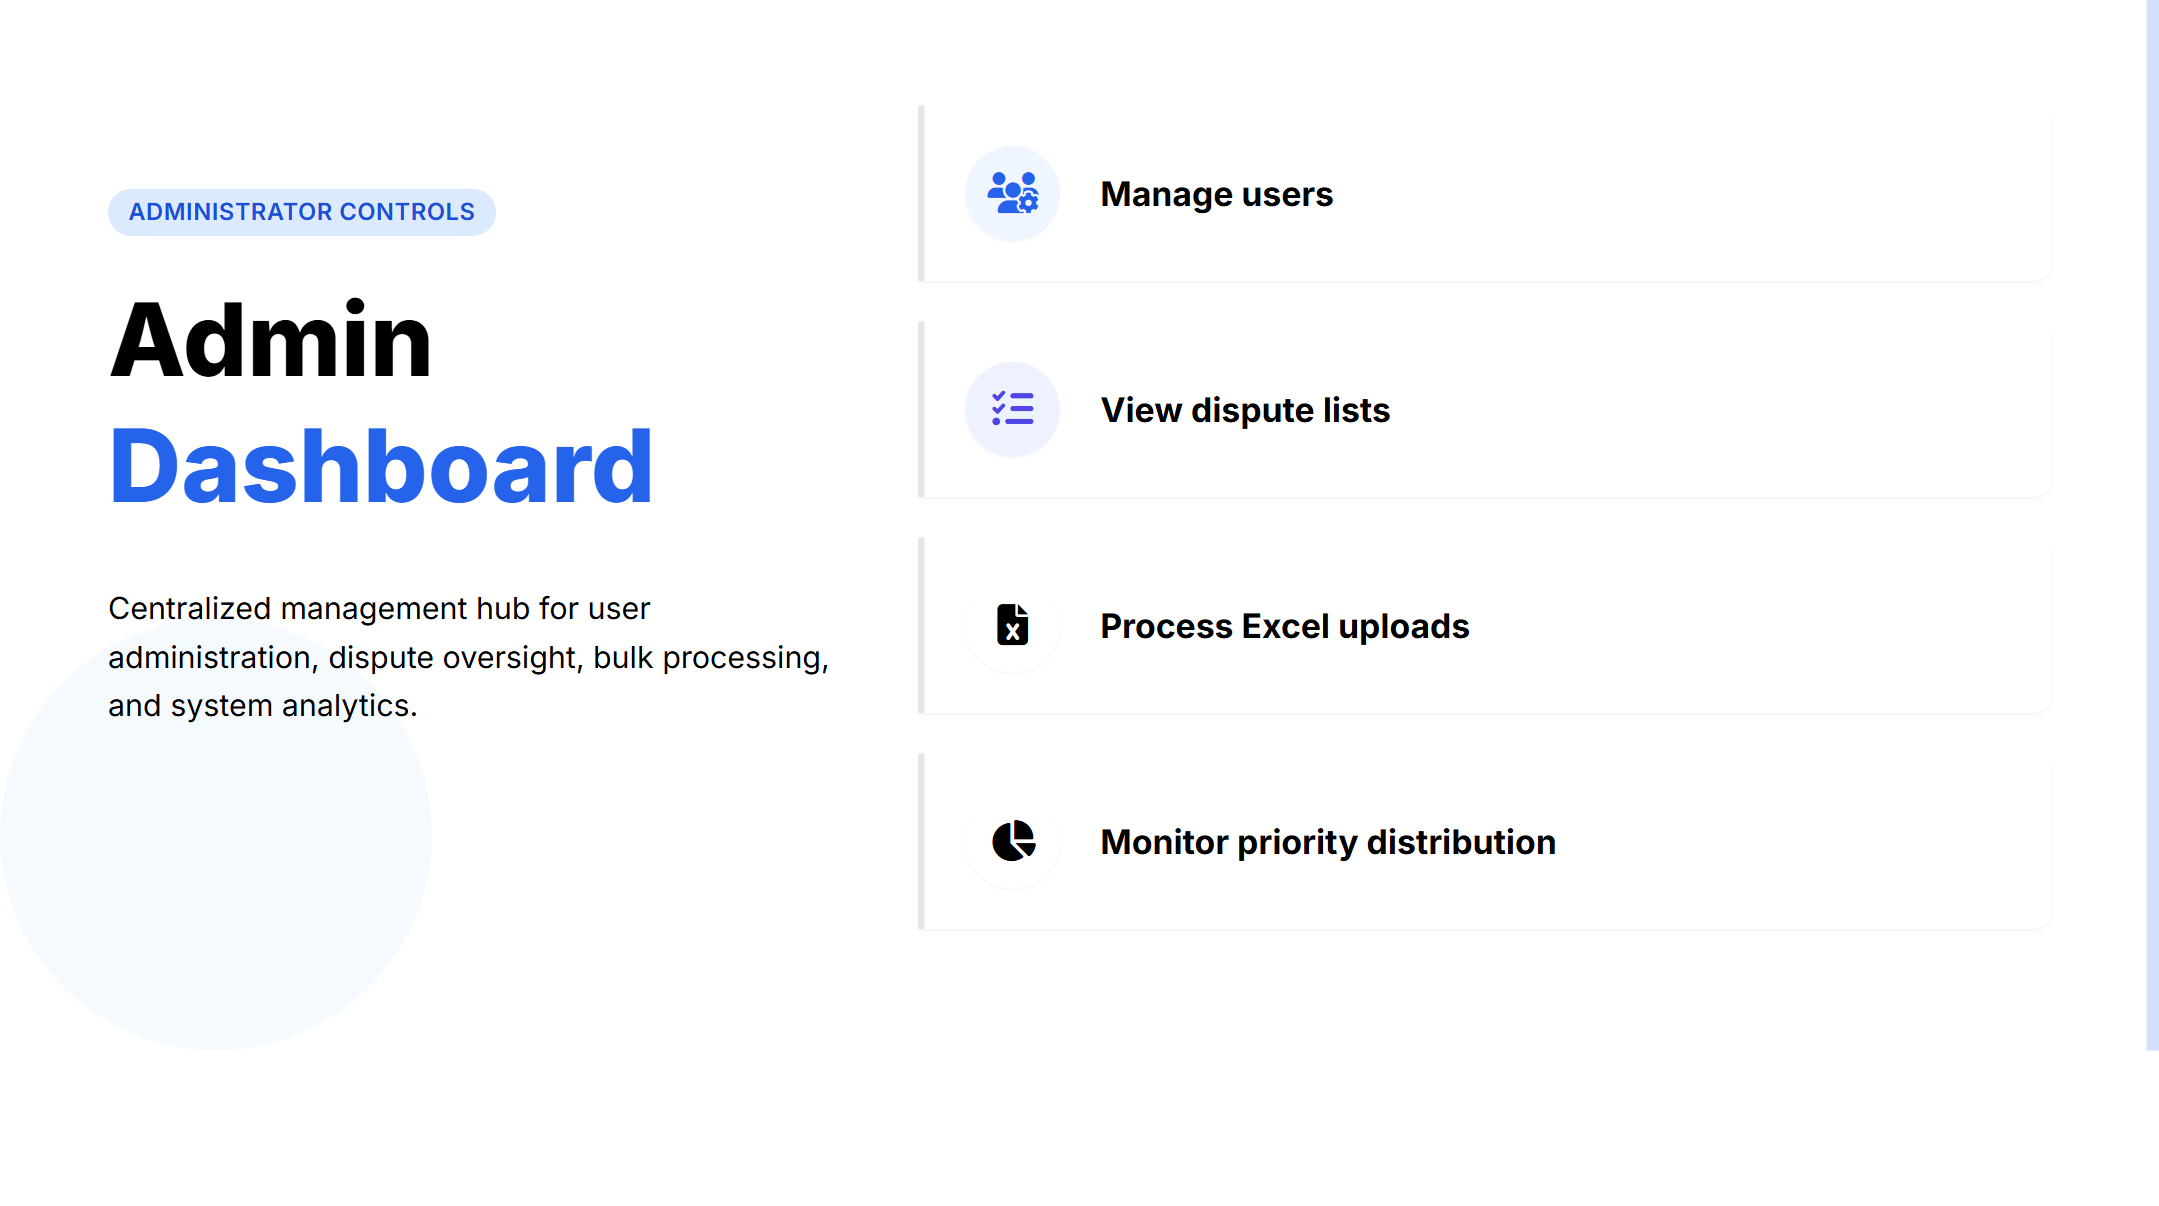 ADMINISTRATOR CONTROLS
Admin
Dashboard
Centralized management hub for user
administration, dispute oversight, bulk processing,
and system analytics.
Manage users
View dispute lists
Process Excel uploads
Monitor priority distribution